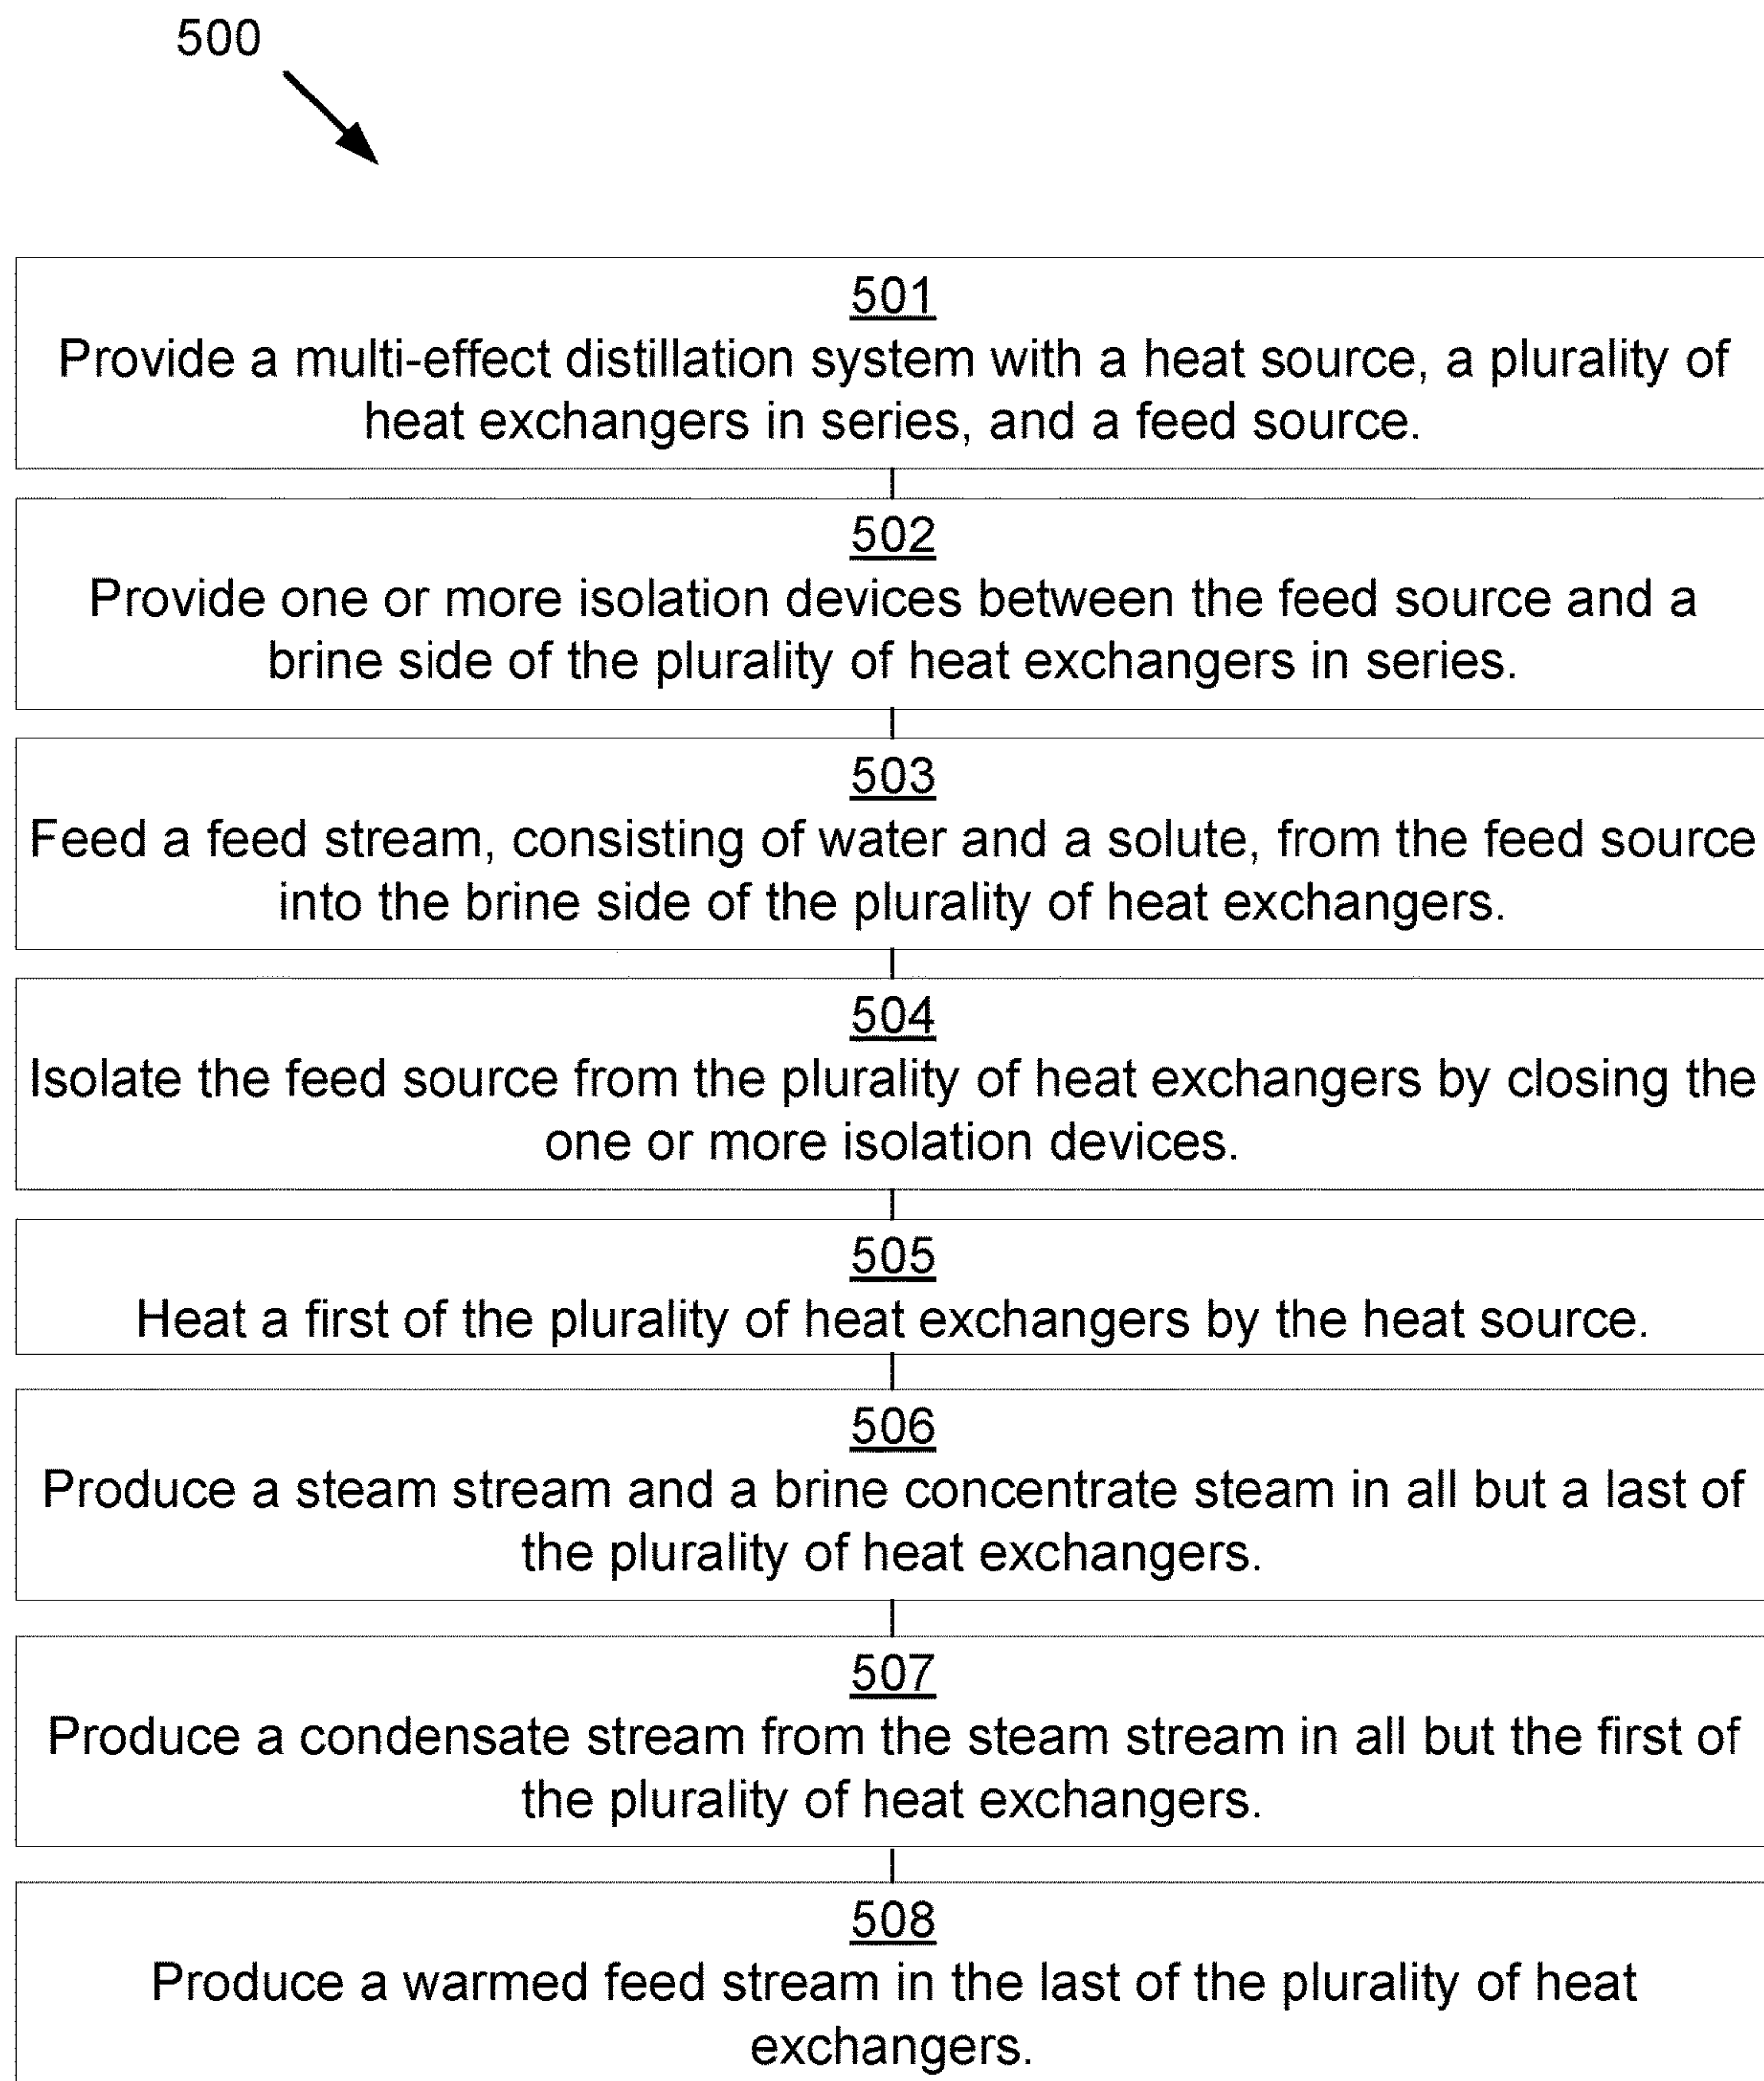 500
501
Provide a multi-effect distillation system with a heat source, a plurality of
heat exchangers in series, and a feed source.
502
Provide one or more isolation devices between the feed source and a
brine side of the plurality of heat exchangers in series.
503
Feed a feed stream, consisting of water and a solute, from the feed source
into the brine side of the plurality of heat exchangers.
504
Isolate the feed source from the plurality of heat exchangers by closing the
one or more isolation devices.
505
Heat a first of the plurality of heat exchangers by the heat source.
506
Produce a steam stream and a brine concentrate steam in all but a last of
the plurality of heat exchangers.
507
Produce a condensate stream from the steam stream in all but the first of
the plurality of heat exchangers.
508
Produce a warmed feed stream in the last of the plurality of heat
exchangers.